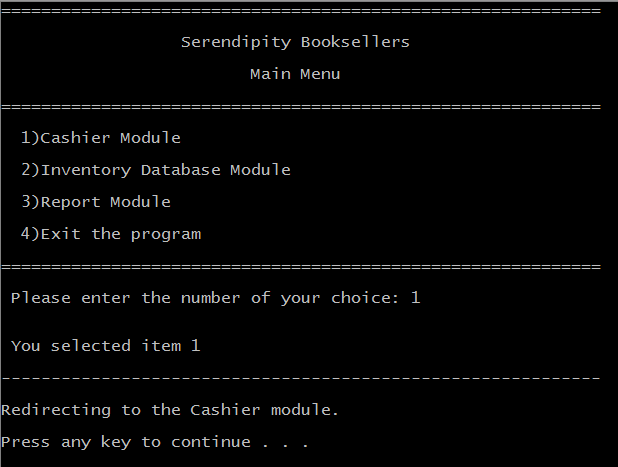 ============================================================
Serendipity Booksellers
Main Menu
============================================================
1)Cashier Module
2)Inventory Database Module
3)Report Module
4)Exit the program
============================================================
Please enter the number of your choice: 1
You selected item 1
------------------------------------------------------------
Redirecting to the Cashier module.
Press any key to continue . . .